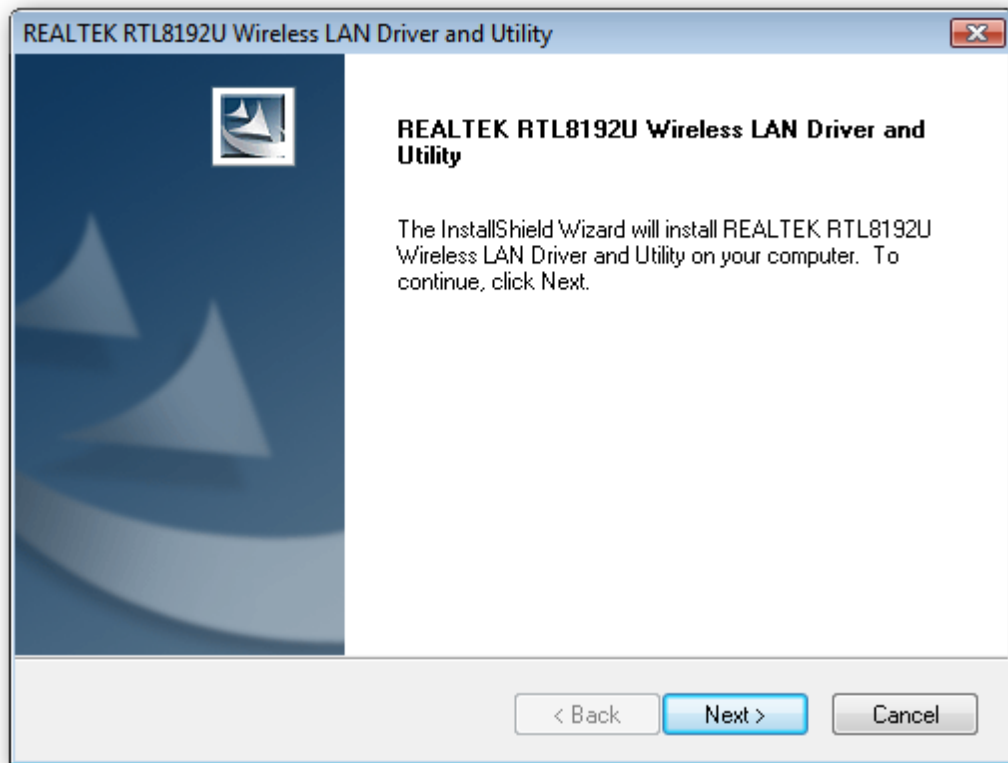 REALTEK RTL8192U Wireless LAN Driver and Utility
REALTEK RTL8192U Wireless LAN Driver and
Utility
The InstallShield Wizard will install REALTEK RTL8192U
Wireless LAN Driver and Utility on your computer.  To
continue, click Next.
< Back Next > Cancel